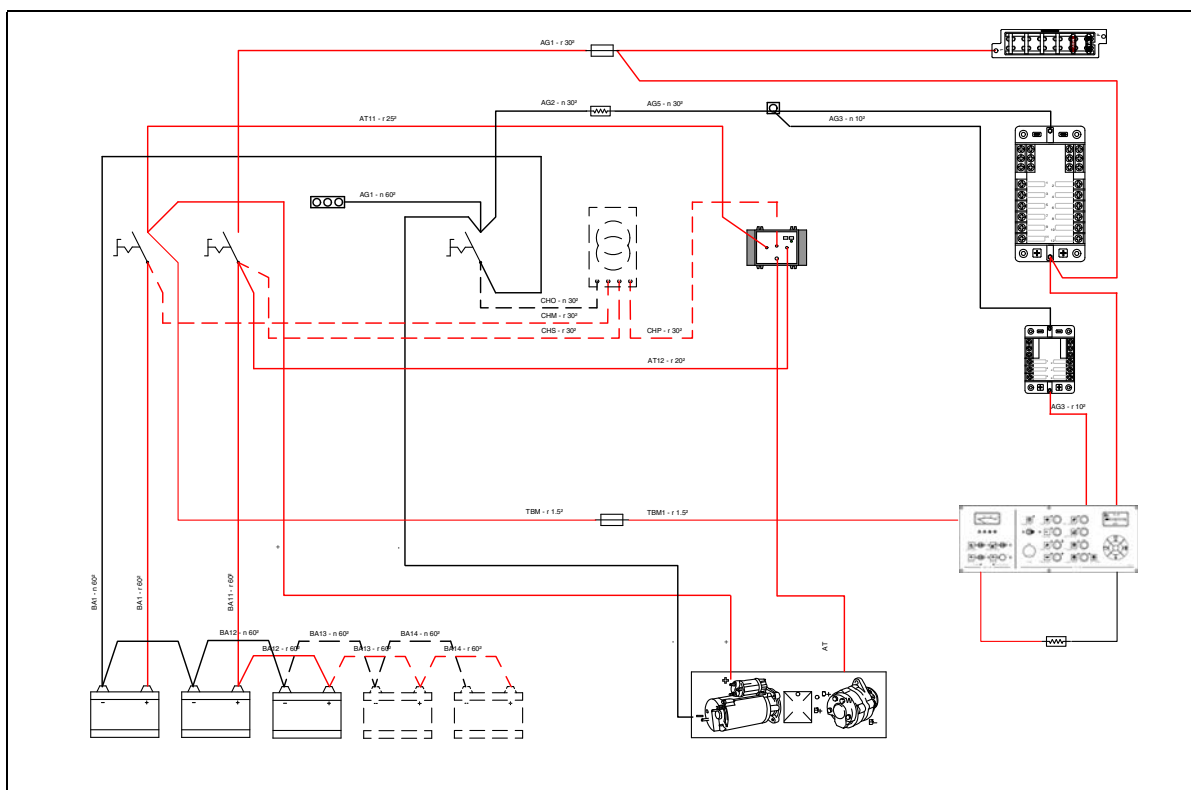 AG1 - r 30²
AG2 - n 30²
AG5 - n 30²
AT11 - r 25²
AG3 - n 10²
AG1 - n 60²
CHO - n 30²
CHM - r 30²
CHS - r 30²
CHP - r 30²
AT12 - r 20²
AG3 - r 10²
TBM - r 1.5²
TBM1 - r 1.5²
+
-
BA1 - n 60²
BA1 - r 60²
BA11 - r 60²
BA12 - n 60²
BA13 - n 60²
BA14 - n 60²
BA12 - r 60²
BA13 - r 60²
BA14 - r 60²
-
+
AT
- +
- +
- +
-- +
-- +
+
-
D+
W
B+
B-